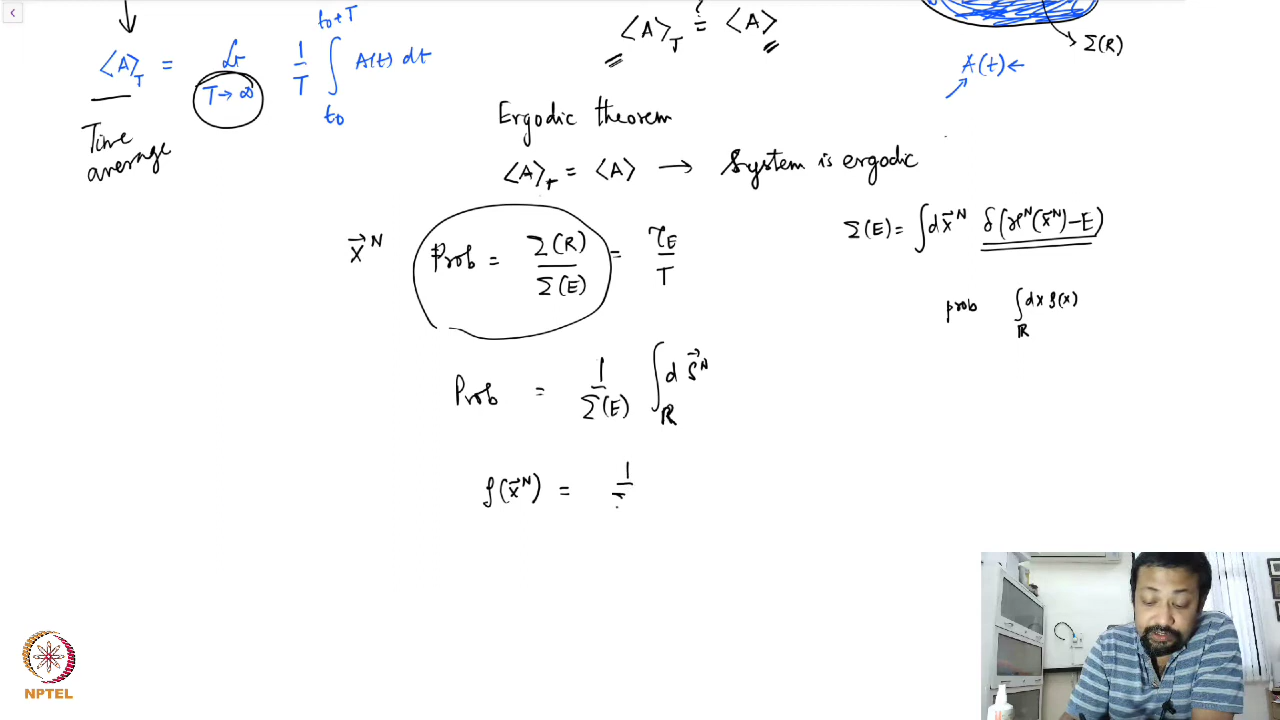 ⟨A⟩_T = Lt T→∞ 1/T ∫_{t0}^{t0+T} A(t) dt
Time average
⟨A⟩_T ?= ⟨A⟩
Σ(R)
A(t) ←
Ergodic theorem
⟨A⟩_T = ⟨A⟩ → System is ergodic
x⃗^N Prob = Σ(R)/Σ(E) = τ_E/T
Σ(E) = ∫dx⃗^N δ(ℋ^N(x⃗^N)−E)
prob ∫_R dx ρ(x)
Prob = 1/Σ(E) ∫_R d ρ⃗^N
ρ(x⃗^N) = 1/
NPTEL